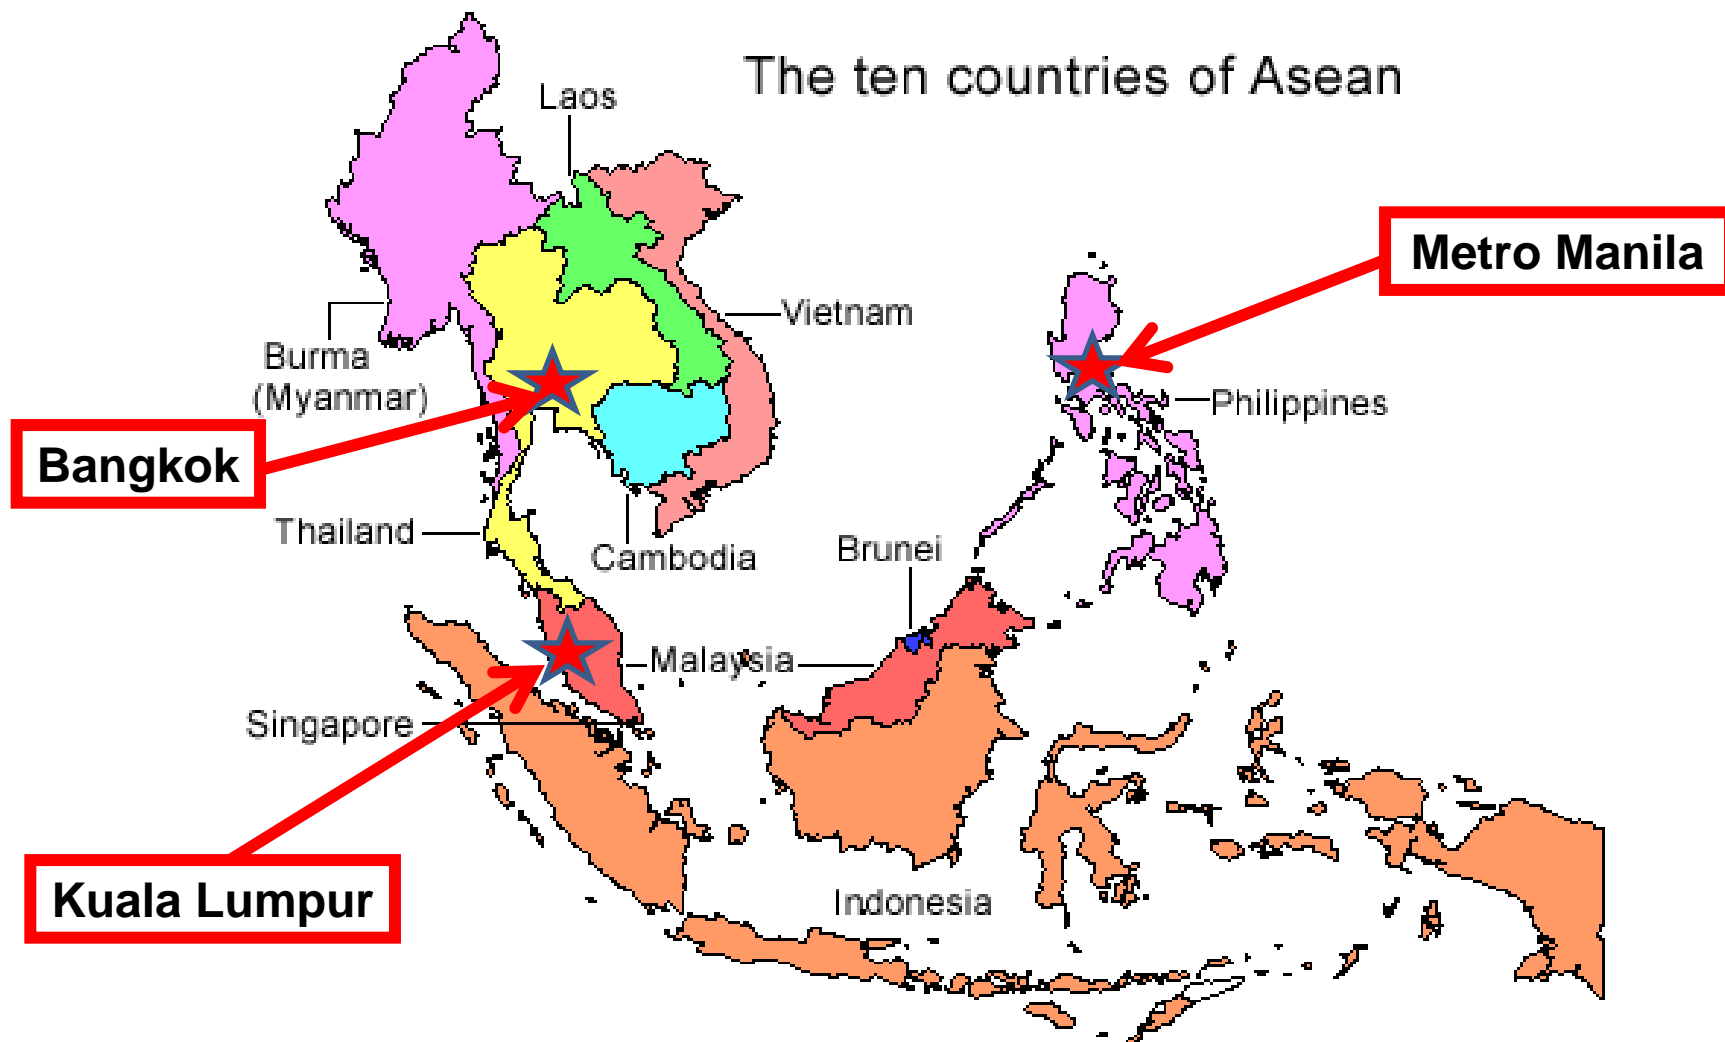 The ten countries of Asean
Laos
Metro Manila
Vietnam
Burma
(Myanmar)
Philippines
Bangkok
Thailand
Cambodia
Brunei
Malaysia
Singapore
Kuala Lumpur
Indonesia